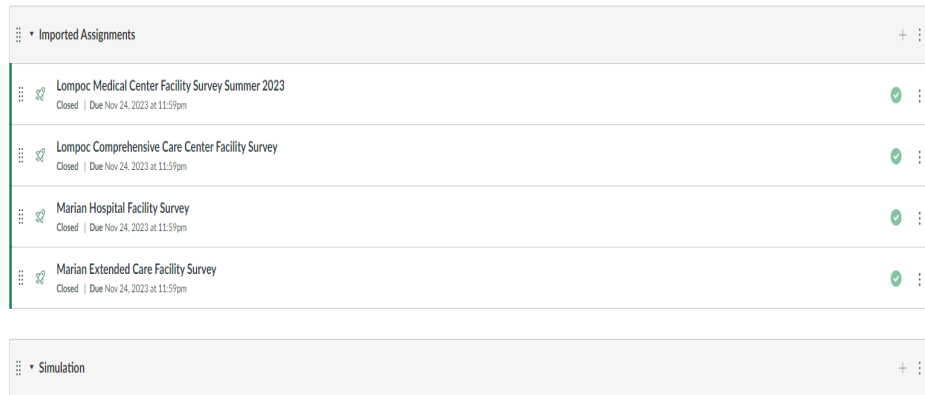 Imported Assignments
Lompoc Medical Center Facility Survey Summer 2023
Closed | Due Nov 24, 2023 at 11:59pm
Lompoc Comprehensive Care Center Facility Survey
Closed | Due Nov 24, 2023 at 11:59pm
Marian Hospital Facility Survey
Closed | Due Nov 24, 2023 at 11:59pm
Marian Extended Care Facility Survey
Closed | Due Nov 24, 2023 at 11:59pm
Simulation